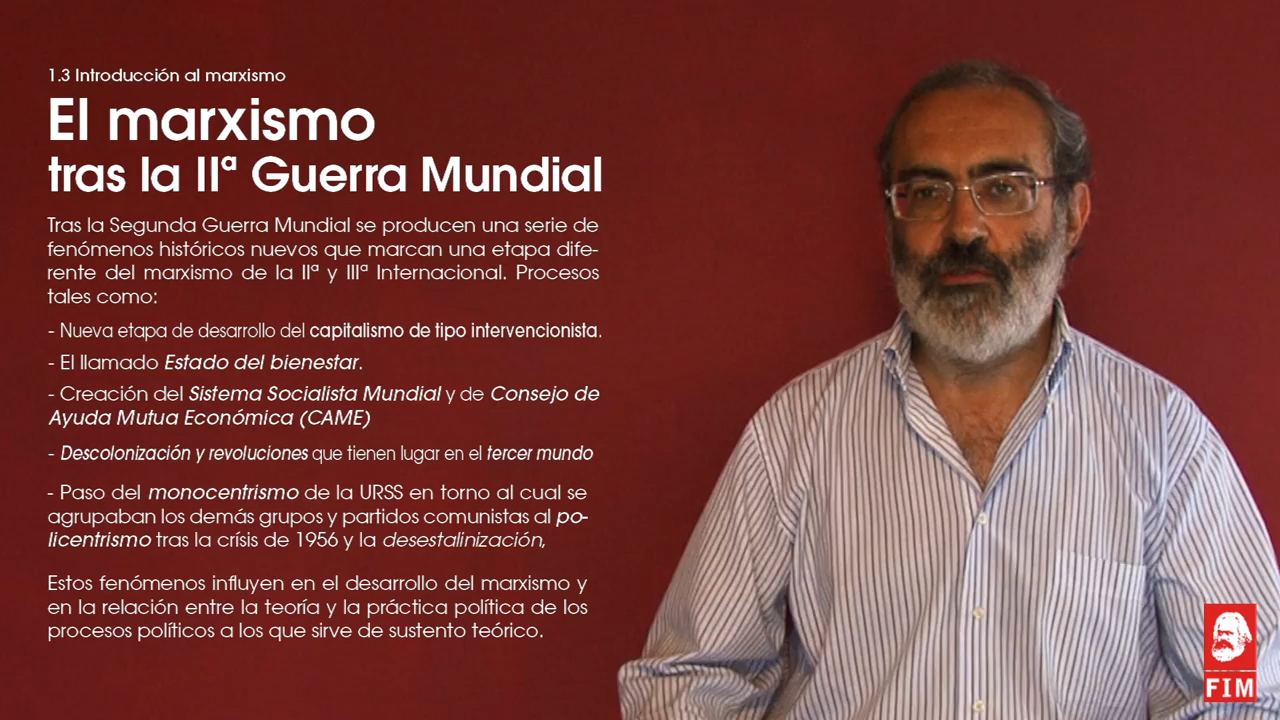 1.3 Introducción al marxismo
El marxismo
tras la IIª Guerra Mundial
Tras la Segunda Guerra Mundial se producen una serie de
fenómenos históricos nuevos que marcan una etapa dife-
rente del marxismo de la IIª y IIIª Internacional. Procesos
tales como:
- Nueva etapa de desarrollo del capitalismo de tipo intervencionista.
- El llamado Estado del bienestar.
- Creación del Sistema Socialista Mundial y de Consejo de
Ayuda Mutua Económica (CAME)
- Descolonización y revoluciones que tienen lugar en el tercer mundo
- Paso del monocentrismo de la URSS en torno al cual se
agrupaban los demás grupos y partidos comunistas al po-
licentrismo tras la crísis de 1956 y la desestalinización,
Estos fenómenos influyen en el desarrollo del marxismo y
en la relación entre la teoría y la práctica política de los
procesos políticos a los que sirve de sustento teórico.
FIM